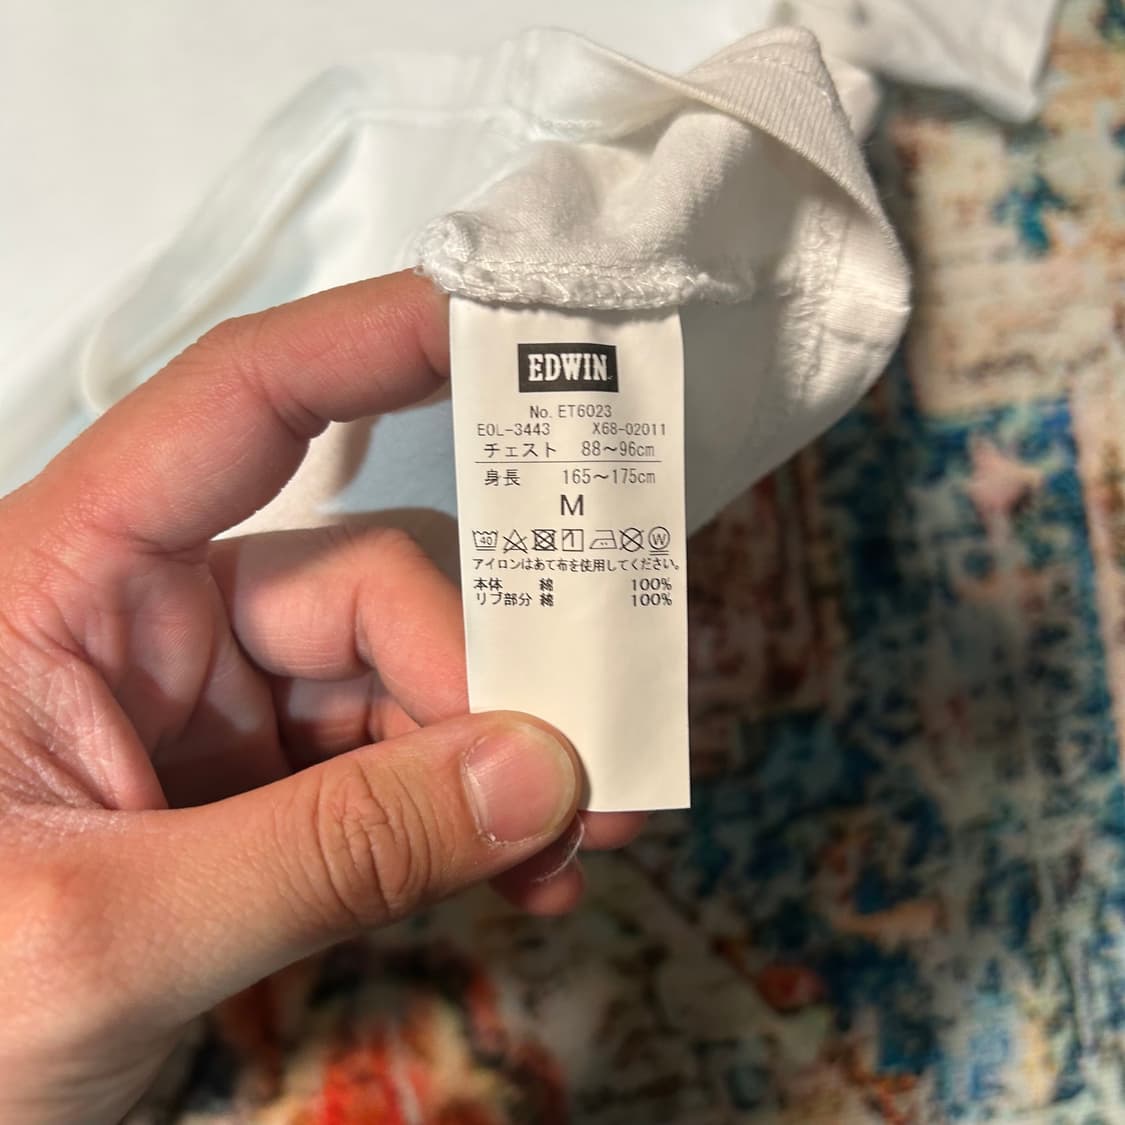 EDWIN
No. ET6023
EOL-3443 X68-02011
チェスト 88～96cm
身長 165～175cm
M
40 W
アイロンはあて布を使用してください。
本体 綿 100%
リブ部分 綿 100%